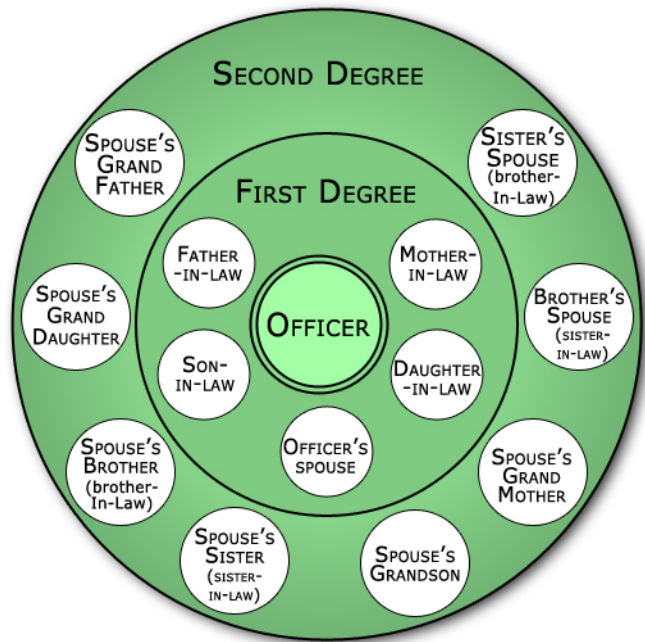 SECOND DEGREE
SPOUSE'S
GRAND
FATHER
SISTER'S
SPOUSE
(brother-
In-Law)
FIRST DEGREE
FATHER
-IN-LAW
MOTHER-
IN-LAW
SPOUSE'S
GRAND
DAUGHTER
OFFICER
BROTHER'S
SPOUSE
(SISTER-
IN-LAW)
SON-
IN-LAW
DAUGHTER
-IN-LAW
OFFICER'S
SPOUSE
SPOUSE'S
BROTHER
(brother-
In-Law)
SPOUSE'S
GRAND
MOTHER
SPOUSE'S
SISTER
(SISTER-
IN-LAW)
SPOUSE'S
GRANDSON